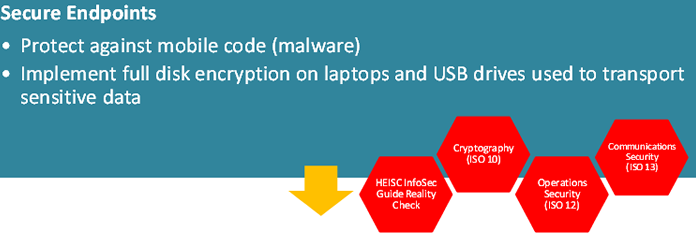 Secure Endpoints
• Protect against mobile code (malware)
• Implement full disk encryption on laptops and USB drives used to transport
sensitive data
HEISC InfoSec
Guide Reality
Check
Cryptography
(ISO 10)
Operations
Security
(ISO 12)
Communications
Security
(ISO 13)